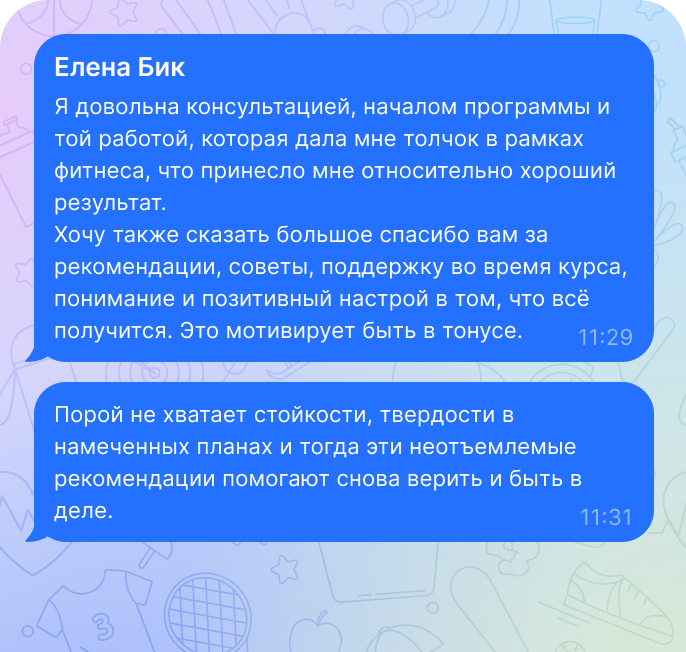 Елена Бик
Я довольна консультацией, началом программы и
той работой, которая дала мне толчок в рамках
фитнеса, что принесло мне относительно хороший
результат.
Хочу также сказать большое спасибо вам за
рекомендации, советы, поддержку во время курса,
понимание и позитивный настрой в том, что всё
получится. Это мотивирует быть в тонусе.
11:29
Порой не хватает стойкости, твердости в
намеченных планах и тогда эти неотъемлемые
рекомендации помогают снова верить и быть в
деле.
11:31
3